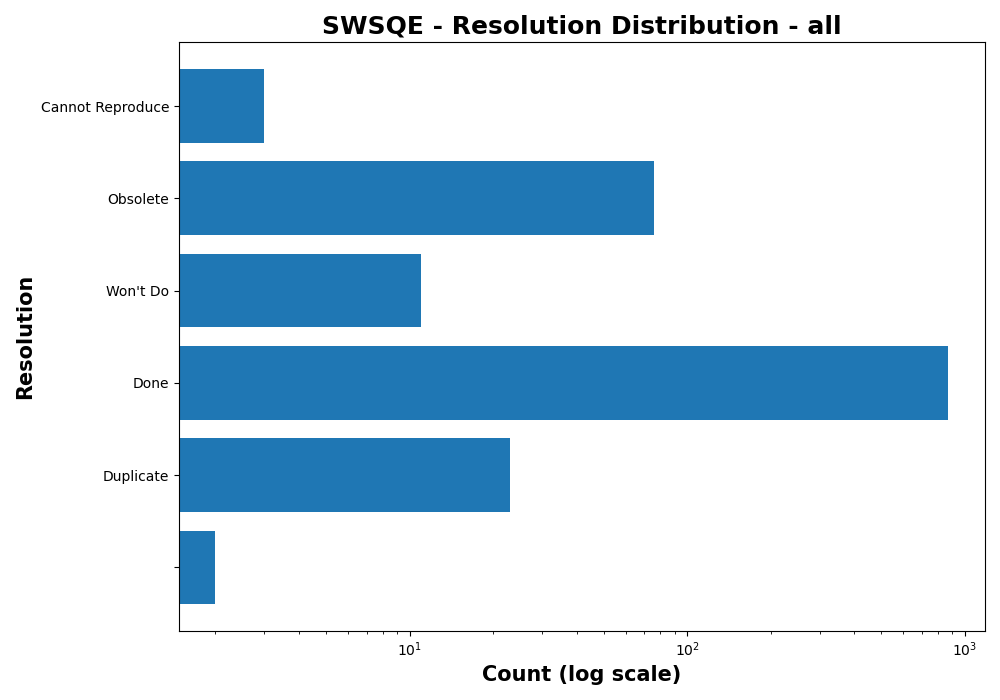 SWSQE - Resolution Distribution - all
Cannot Reproduce
Obsolete
Won't Do
Done
Duplicate
Resolution
10¹ 10² 10³
Count (log scale)